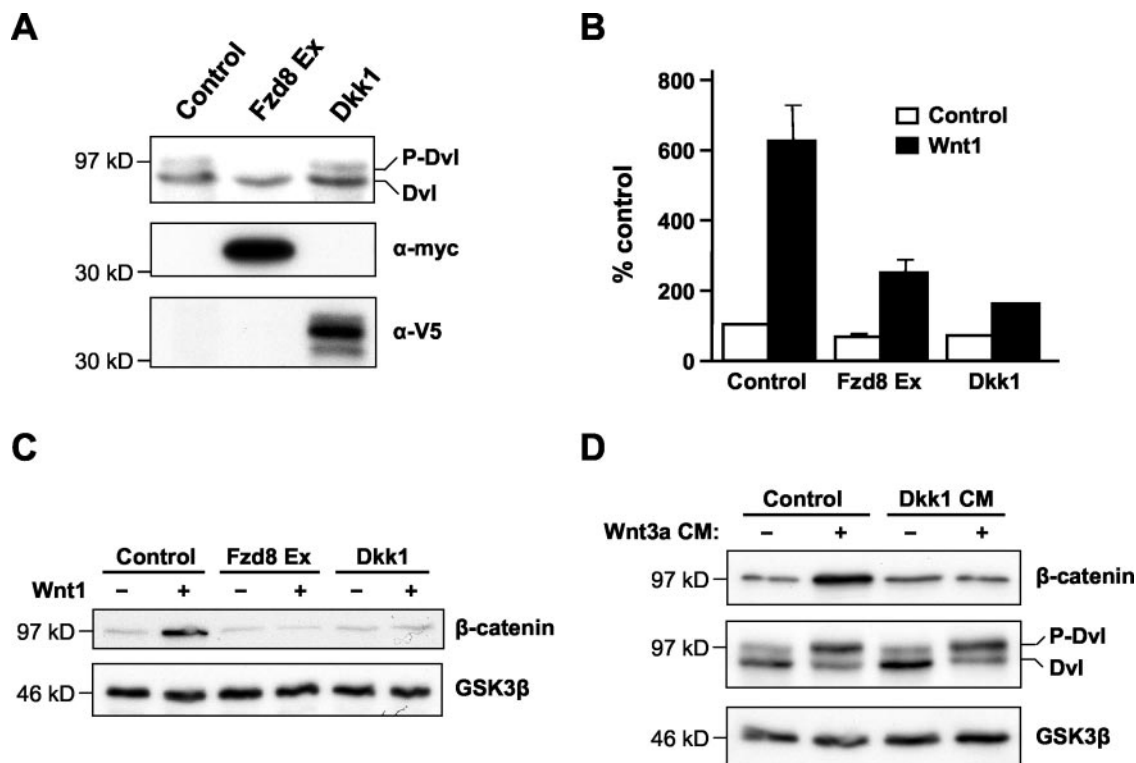 A
Control Fzd8 Ex Dkk1
97 kD
P-Dvl
Dvl
α-myc
30 kD
α-V5
30 kD
B
800
600
400
200
0
% control
Control
Wnt1
Control Fzd8 Ex Dkk1
C
Control Fzd8 Ex Dkk1
Wnt1 – + – + – +
97 kD β-catenin
46 kD GSK3β
D
Control Dkk1 CM
Wnt3a CM: – + – +
97 kD β-catenin
97 kD P-Dvl
Dvl
46 kD GSK3β